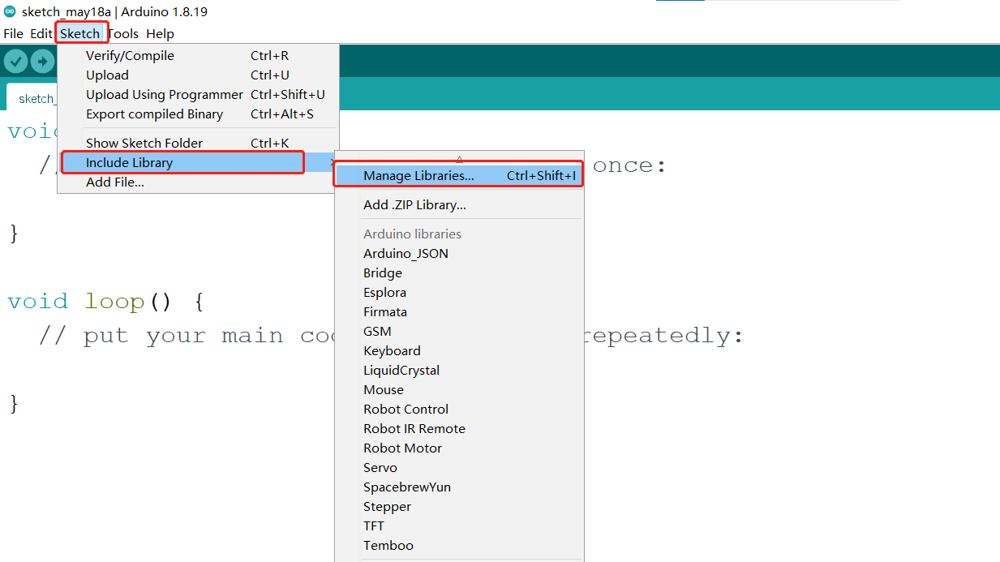 sketch_may18a | Arduino 1.8.19
File Edit Sketch Tools Help
Verify/Compile Ctrl+R
Upload Ctrl+U
Upload Using Programmer Ctrl+Shift+U
Export compiled Binary Ctrl+Alt+S
Show Sketch Folder Ctrl+K
Include Library
Add File...
Manage Libraries... Ctrl+Shift+I
Add .ZIP Library...
Arduino libraries
Arduino_JSON
Bridge
Esplora
Firmata
GSM
Keyboard
LiquidCrystal
Mouse
Robot Control
Robot IR Remote
Robot Motor
Servo
SpacebrewYun
Stepper
TFT
Temboo
sketch_
voi
// once:
}
void loop() {
// put your main co repeatedly:
}